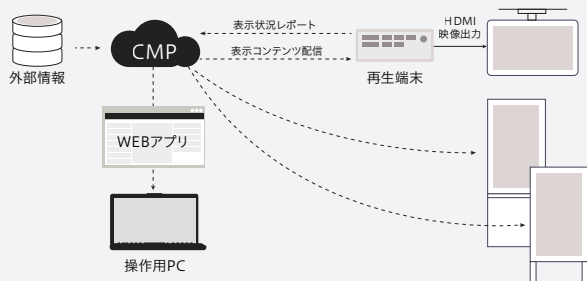 表示状況レポート
HDMI
映像出力
CMP
表示コンテンツ配信
外部情報
再生端末
WEBアプリ
操作用PC